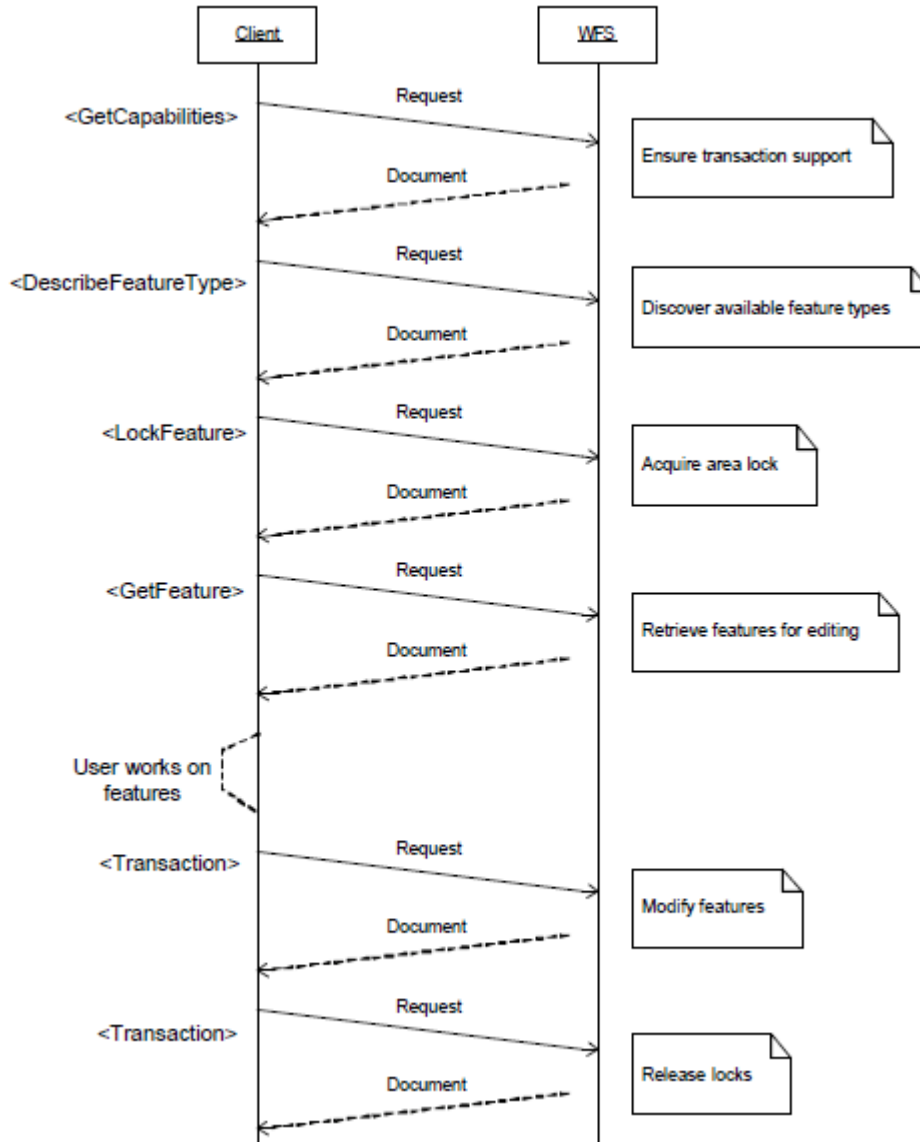 Client
WFS
Request
<GetCapabilities>
Ensure transaction support
Document
Request
<DescribeFeatureType>
Discover available feature types
Document
Request
<LockFeature>
Acquire area lock
Document
Request
<GetFeature>
Retrieve features for editing
Document
User works on
features
Request
<Transaction>
Modify features
Document
Request
<Transaction>
Release locks
Document